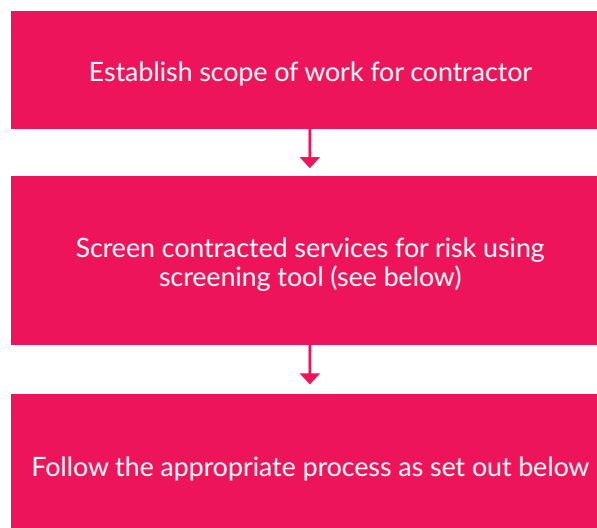 Establish scope of work for contractor
Screen contracted services for risk using
screening tool (see below)
Follow the appropriate process as set out below